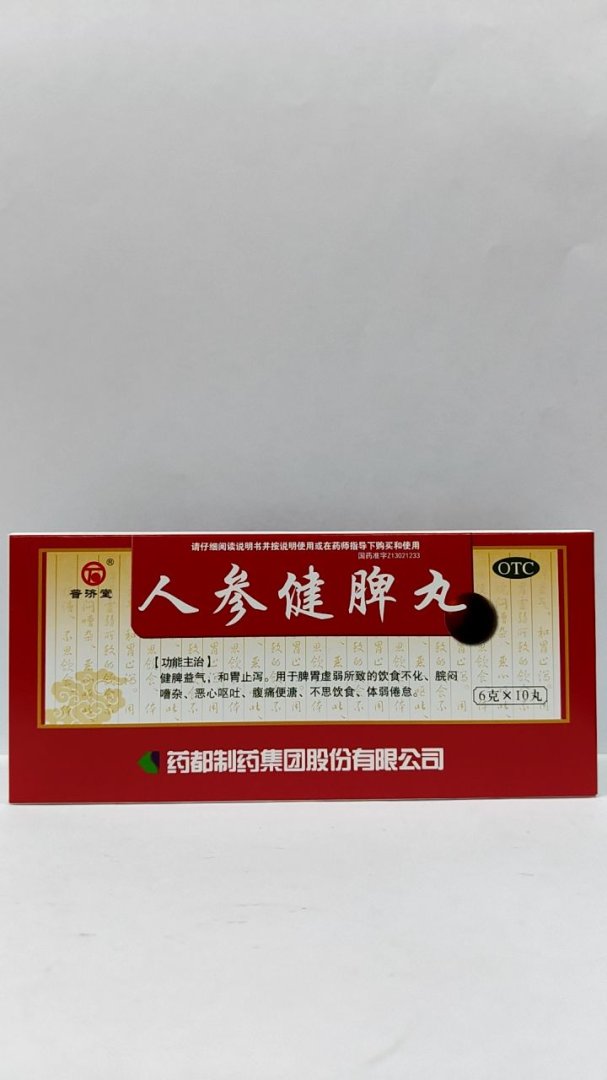 请仔细阅读说明书并按说明使用或在药师指导下购买和使用
国药准字Z13021233
普济堂®
人参健脾丸
OTC
【功能主治】
健脾益气,和胃止泻。用于脾胃虚弱所致的饮食不化、脘闷
嘈杂、恶心呕吐、腹痛便溏、不思饮食、体弱倦怠。
6克×10丸
药都制药集团股份有限公司